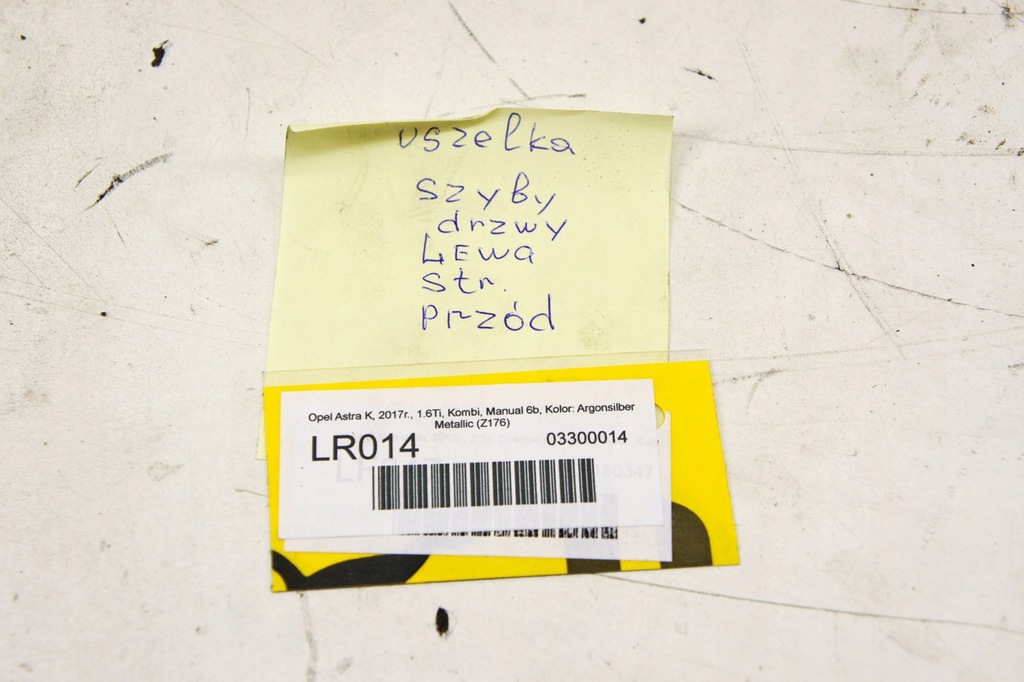 uszelka
szyby
drzwy
LEWA
str.
przód
Opel Astra K, 2017r., 1.6Ti, Kombi, Manual 6b, Kolor: Argonsilber
Metallic (Z176)
LR014
03300014